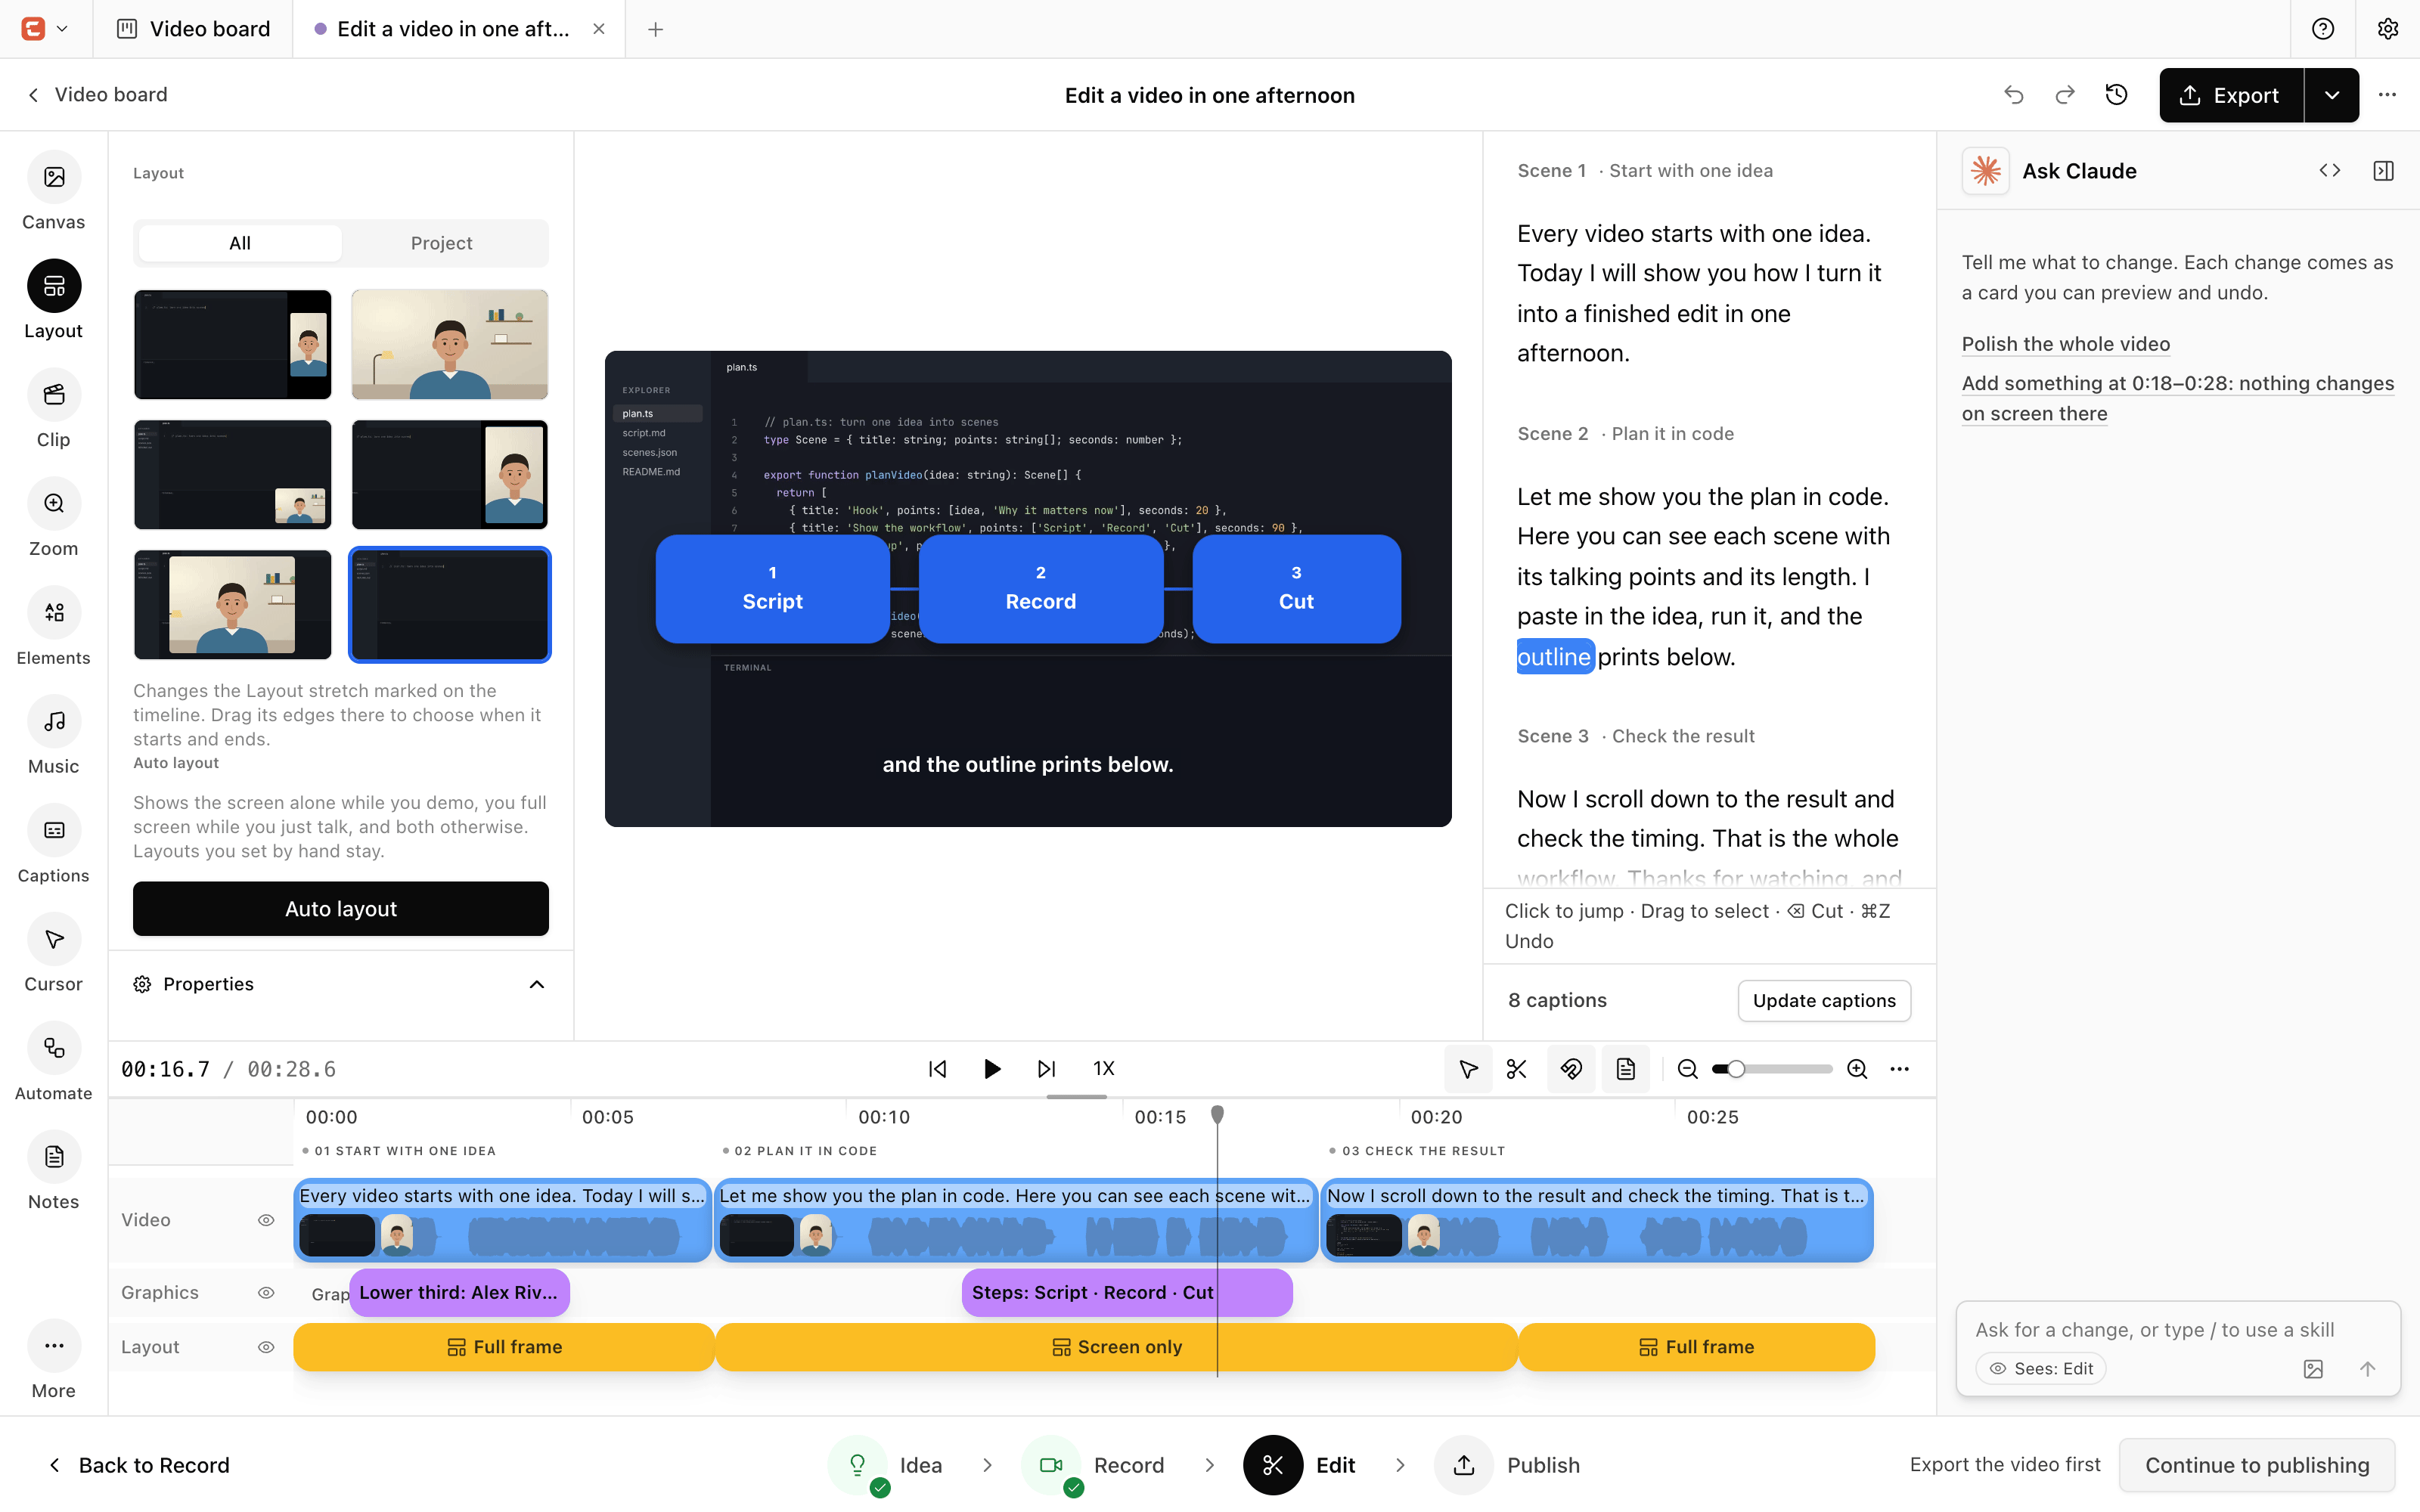 Video board
Edit a video in one aft...
Video board
Edit a video in one afternoon
Export
Canvas
Layout
Clip
Zoom
Elements
Music
Captions
Cursor
Automate
Notes
More
Layout
All
Project
Changes the Layout stretch marked on the
timeline. Drag its edges there to choose when it
starts and ends.
Auto layout
Shows the screen alone while you demo, you full
screen while you just talk, and both otherwise.
Layouts you set by hand stay.
Auto layout
Properties
plan.ts
EXPLORER
plan.ts
script.md
scenes.json
README.md
1 // plan.ts: turn one idea into scenes
2 type Scene = { title: string; points: string[]; seconds: number };
3
4 export function planVideo(idea: string): Scene[] {
5 return [
6 { title: 'Hook', points: [idea, 'Why it matters now'], seconds: 20 },
7 { title: 'Show the workflow', points: ['Script', 'Record', 'Cut'], seconds: 90 },
1
Script
2
Record
3
Cut
TERMINAL
and the outline prints below.
Scene 1 · Start with one idea
Every video starts with one idea.
Today I will show you how I turn it
into a finished edit in one
afternoon.
Scene 2 · Plan it in code
Let me show you the plan in code.
Here you can see each scene with
its talking points and its length. I
paste in the idea, run it, and the
outline prints below.
Scene 3 · Check the result
Now I scroll down to the result and
check the timing. That is the whole
workflow. Thanks for watching, and
Click to jump · Drag to select · ⌫ Cut · ⌘Z
Undo
8 captions
Update captions
Ask Claude
Tell me what to change. Each change comes as
a card you can preview and undo.
Polish the whole video
Add something at 0:18–0:28: nothing changes
on screen there
Ask for a change, or type / to use a skill
Sees: Edit
00:16.7 / 00:28.6
1X
00:00
00:05
00:10
00:15
00:20
00:25
01 START WITH ONE IDEA
02 PLAN IT IN CODE
03 CHECK THE RESULT
Video
Every video starts with one idea. Today I will s...
Let me show you the plan in code. Here you can see each scene wit...
Now I scroll down to the result and check the timing. That is t...
Graphics
Grap
Lower third: Alex Riv...
Steps: Script · Record · Cut
Layout
Full frame
Screen only
Full frame
Back to Record
Idea
Record
Edit
Publish
Export the video first
Continue to publishing